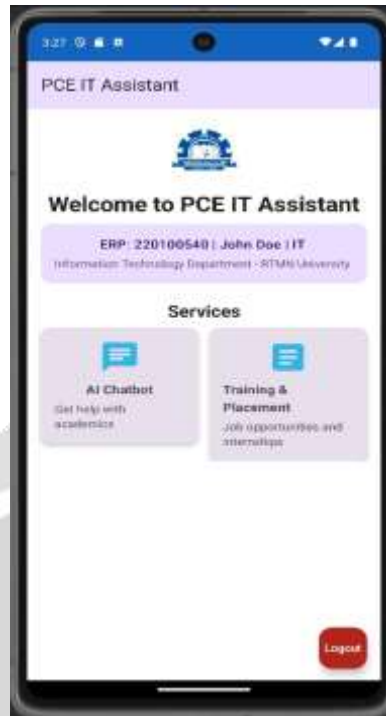 3:27
PCE IT Assistant
Welcome to PCE IT Assistant
ERP: 220100540 | John Doe | IT
Information Technology Department - RTMN University
Services
AI Chatbot
Get help with
academics
Training &
Placement
Job opportunities and
internships
Logout